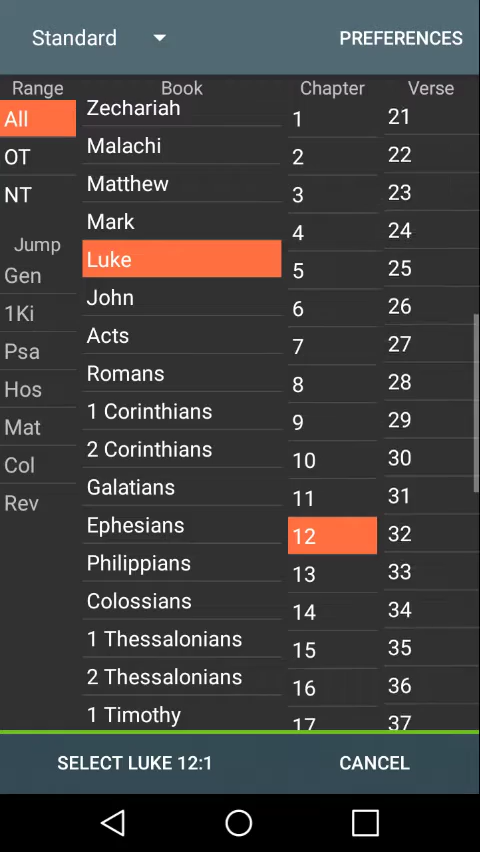 Standard
PREFERENCES
Range
All
OT
NT
Jump
Gen
1Ki
Psa
Hos
Mat
Col
Rev
Book
Zechariah
Malachi
Matthew
Mark
Luke
John
Acts
Romans
1 Corinthians
2 Corinthians
Galatians
Ephesians
Philippians
Colossians
1 Thessalonians
2 Thessalonians
1 Timothy
Chapter
1
2
3
4
5
6
7
8
9
10
11
12
13
14
15
16
17
Verse
21
22
23
24
25
26
27
28
29
30
31
32
33
34
35
36
37
SELECT LUKE 12:1
CANCEL